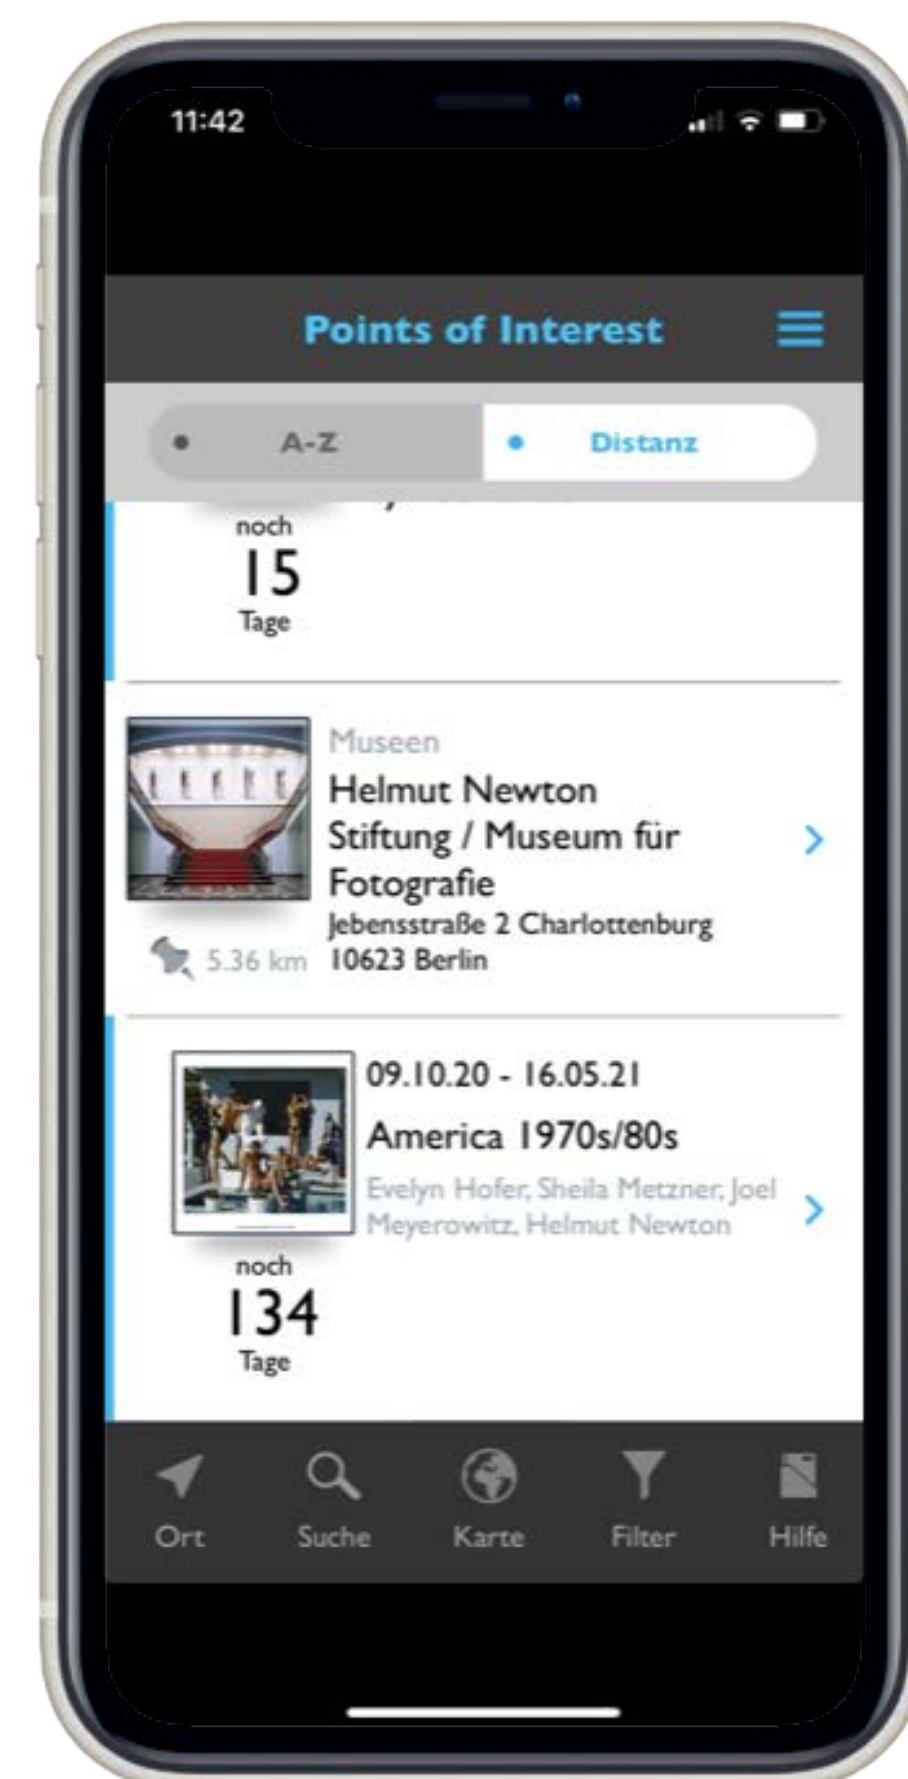 11:42
Points of Interest
A-Z
Distanz
noch
15
Tage
Museen
Helmut Newton
Stiftung / Museum für
Fotografie
Jebensstraße 2 Charlottenburg
5.36 km
10623 Berlin
09.10.20 - 16.05.21
America 1970s/80s
Evelyn Hofer, Sheila Metzner, Joel
Meyerowitz, Helmut Newton
noch
134
Tage
Ort
Suche
Karte
Filter
Hilfe